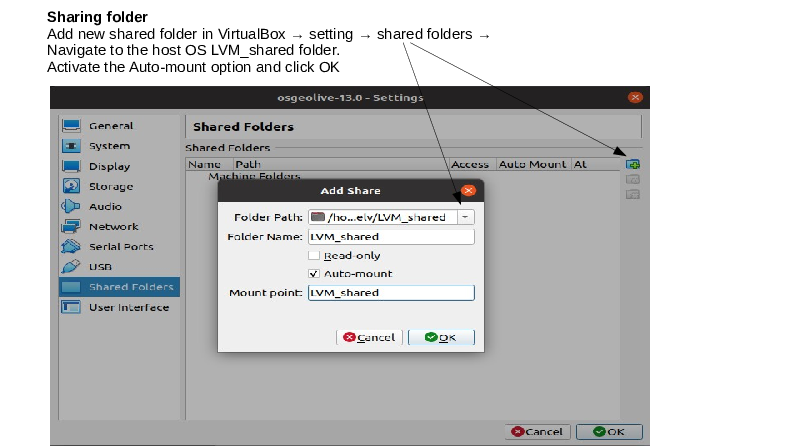 Sharing folder
Add new shared folder in VirtualBox → setting → shared folders →
Navigate to the host OS LVM_shared folder.
Activate the Auto-mount option and click OK
osgeolive-13.0 - Settings
General
System
Display
Storage
Audio
Network
Serial Ports
USB
Shared Folders
User Interface
Shared Folders
Shared Folders
Name Path Access Auto Mount At
Machine Folders
Add Share
Folder Path: /ho...elv/LVM_shared
Folder Name: LVM_shared
Read-only
Auto-mount
Mount point: LVM_shared
Cancel OK
Cancel OK